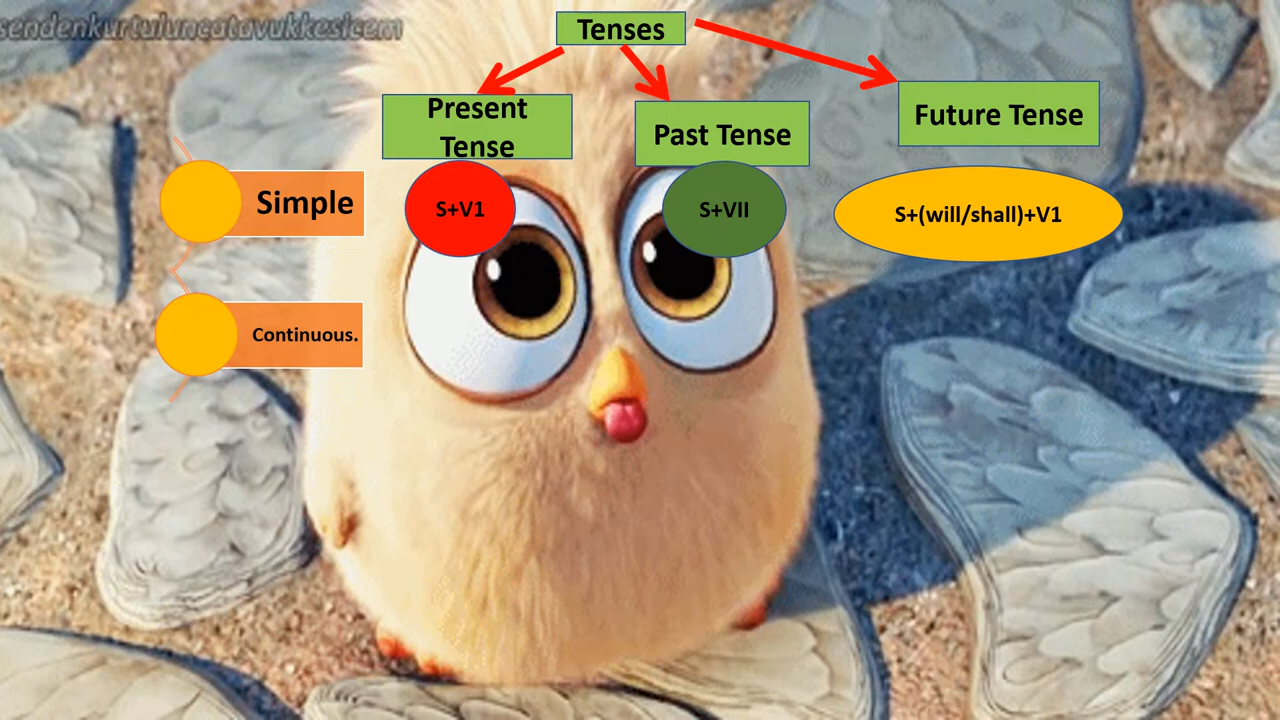 sendenkurtuluncatavukkesicem
Tenses
Present
Tense
Past Tense
Future Tense
Simple
S+V1
S+VII
S+(will/shall)+V1
Continuous.